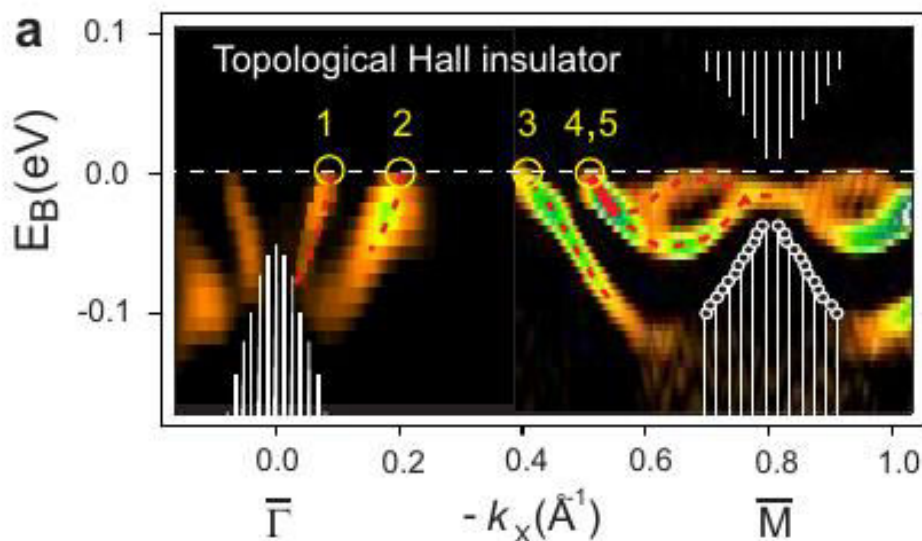 a
Topological Hall insulator
1 2 3 4,5
E_B(eV)
0.1
0.0
-0.1
0.0 0.2 0.4 0.6 0.8 1.0
Γ̅ - k_x(Å⁻¹) M̅